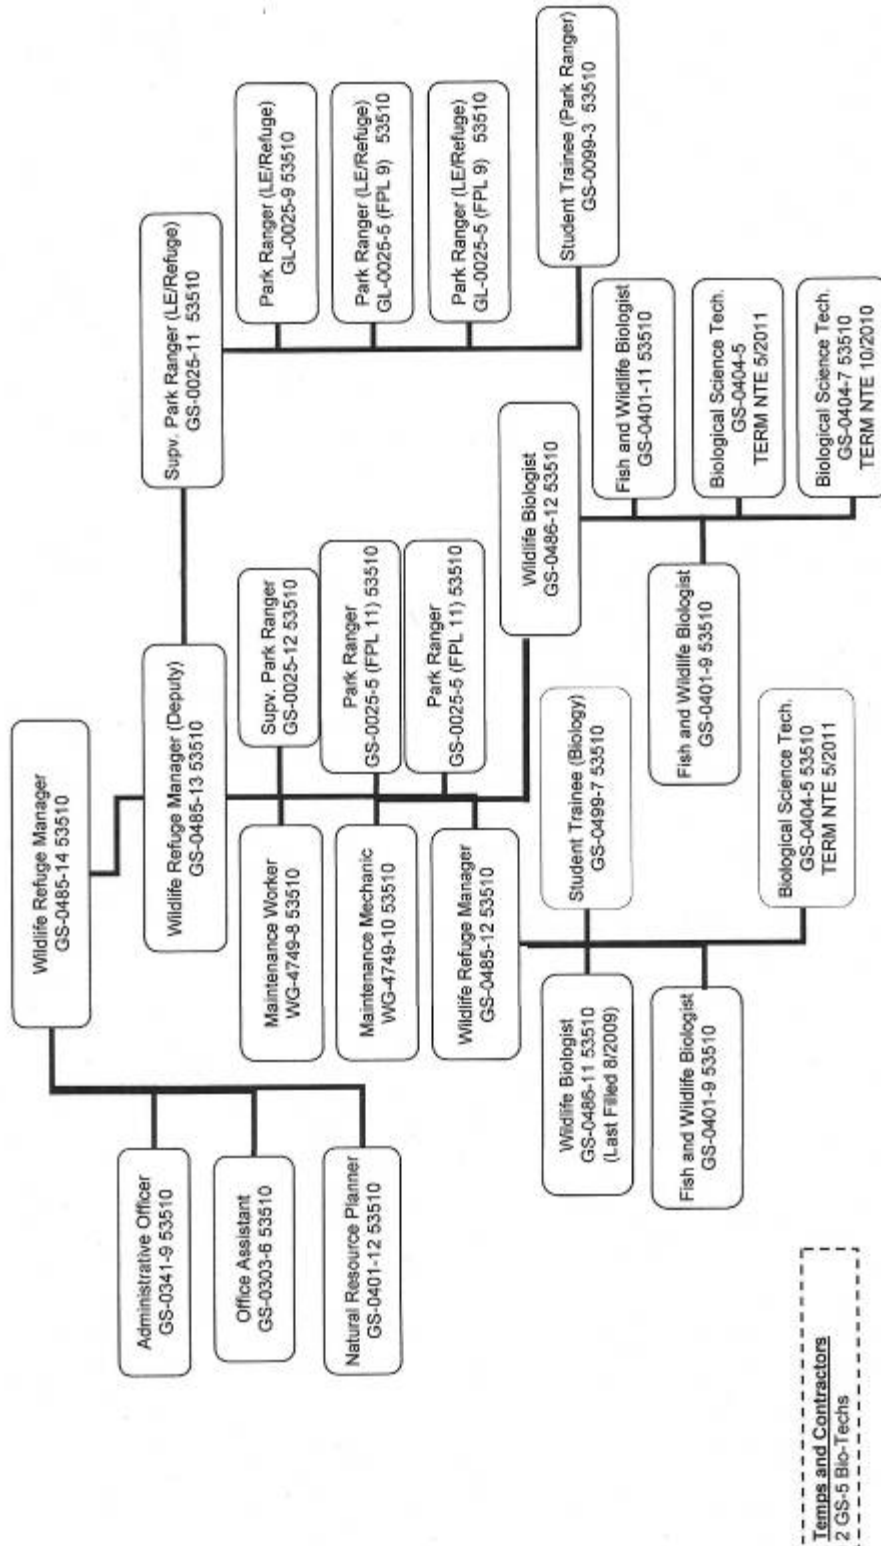 Wildlife Refuge Manager
GS-0485-14 53510
Administrative Officer
GS-0341-9 53510
Office Assistant
GS-0303-6 53510
Natural Resource Planner
GS-0401-12 53510
Wildlife Refuge Manager (Deputy)
GS-0485-13 53510
Supv. Park Ranger (LE/Refuge)
GS-0025-11 53510
Park Ranger (LE/Refuge)
GL-0025-9 53510
Park Ranger (LE/Refuge)
GL-0025-5 (FPL 9) 53510
Park Ranger (LE/Refuge)
GL-0025-5 (FPL 9) 53510
Student Trainee (Park Ranger)
GS-0099-3 53510
Maintenance Worker
WG-4749-8 53510
Supv. Park Ranger
GS-0025-12 53510
Maintenance Mechanic
WG-4749-10 53510
Park Ranger
GS-0025-5 (FPL 11) 53510
Park Ranger
GS-0025-5 (FPL 11) 53510
Wildlife Refuge Manager
GS-0485-12 53510
Wildlife Biologist
GS-0486-12 53510
Wildlife Biologist
GS-0486-11 53510
(Last Filled 8/2009)
Student Trainee (Biology)
GS-0499-7 53510
Fish and Wildlife Biologist
GS-0401-9 53510
Biological Science Tech.
GS-0404-5 53510
TERM NTE 5/2011
Fish and Wildlife Biologist
GS-0401-11 53510
Fish and Wildlife Biologist
GS-0401-9 53510
Biological Science Tech.
GS-0404-5
TERM NTE 5/2011
Biological Science Tech.
GS-0404-7 53510
TERM NTE 10/2010
Temps and Contractors
2 GS-5 Bio-Techs